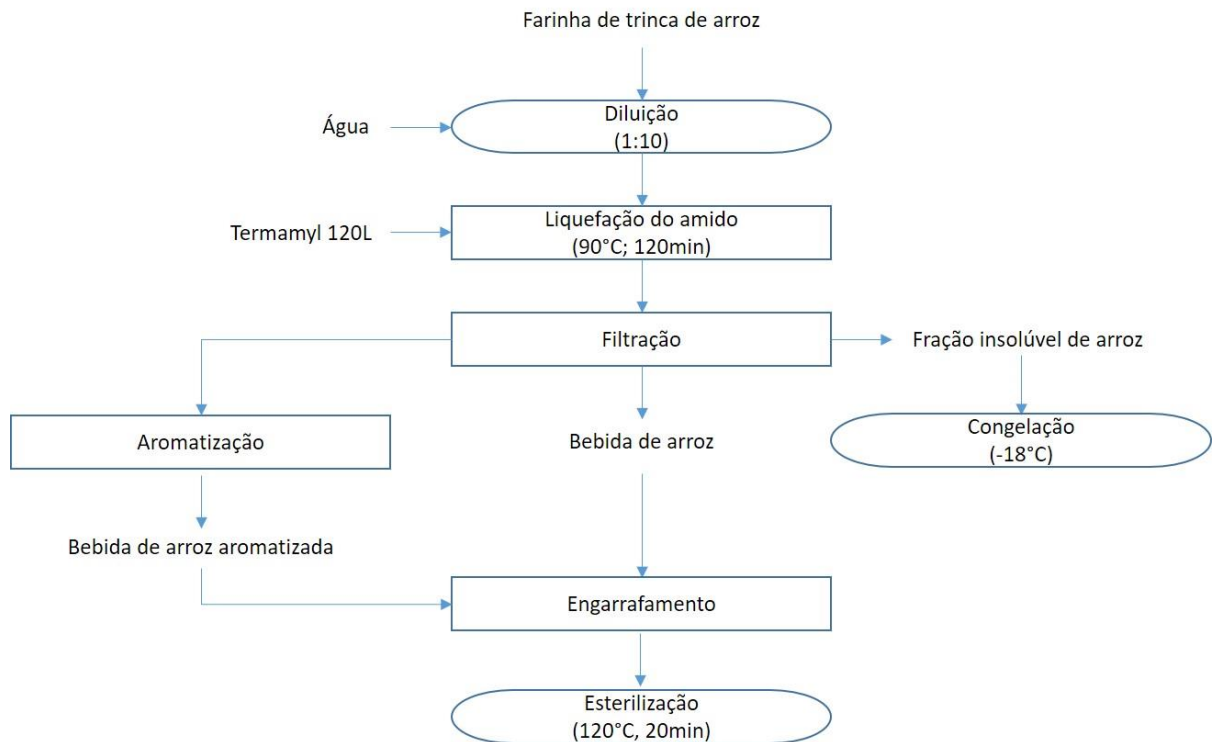 Farinha de trinca de arroz
Água
Diluição
(1:10)
Termamyl 120L
Liquefação do amido
(90°C; 120min)
Filtração
Fração insolúvel de arroz
Aromatização
Bebida de arroz
Congelação
(-18°C)
Bebida de arroz aromatizada
Engarrafamento
Esterilização
(120°C, 20min)